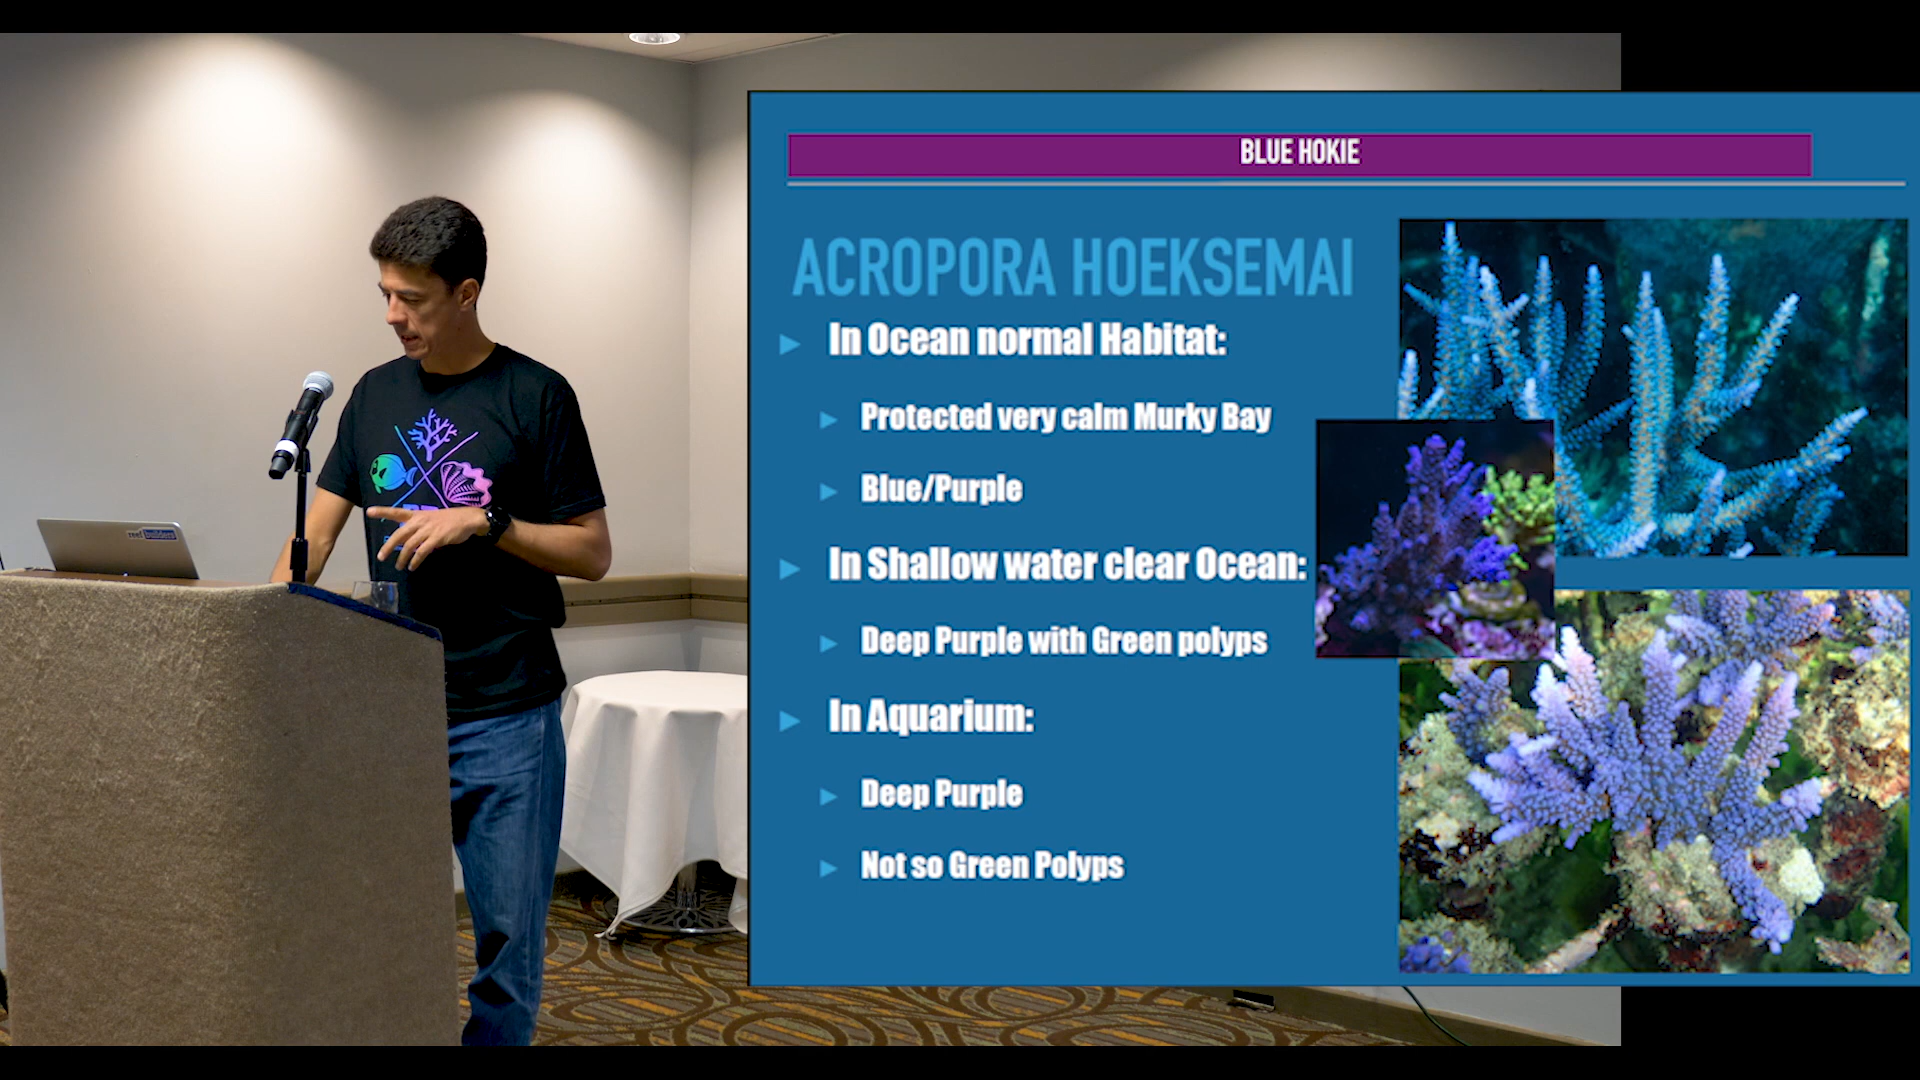 BLUE HOKIE
ACROPORA HOEKSEMAI
In Ocean normal Habitat:
Protected very calm Murky Bay
Blue/Purple
In Shallow water clear Ocean:
Deep Purple with Green polyps
In Aquarium:
Deep Purple
Not so Green Polyps
reef